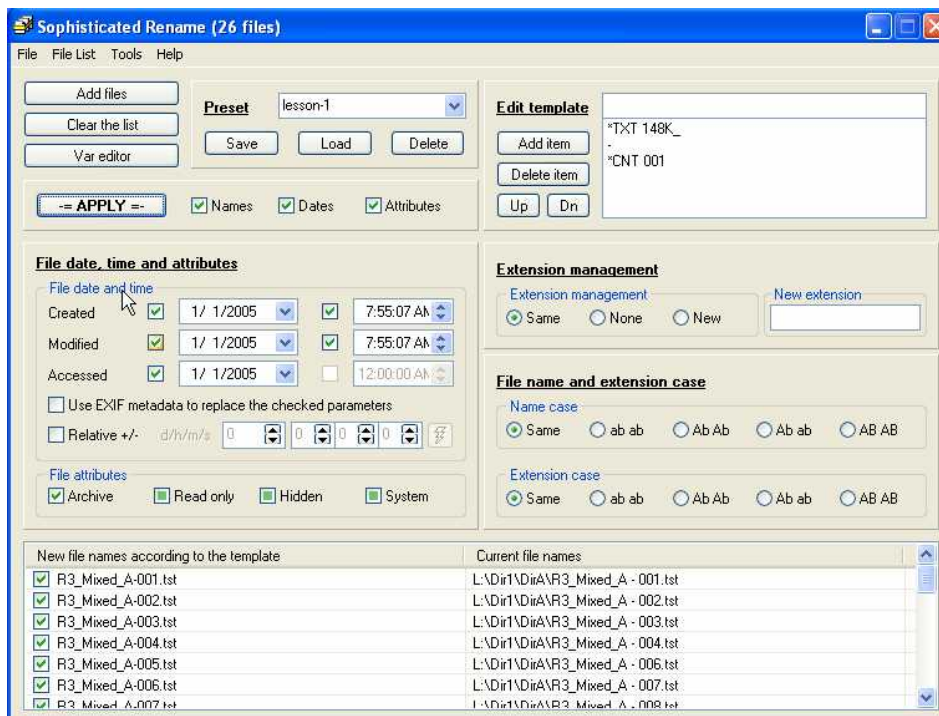 Sophisticated Rename (26 files)
File File List Tools Help
Add files
Clear the list
Var editor
Preset lesson-1
Save Load Delete
-= APPLY =- Names Dates Attributes
Edit template
Add item
Delete item
Up Dn
*TXT 148K_
-
*CNT 001
File date, time and attributes
File date and time
Created 1/ 1/2005 7:55:07 AM
Modified 1/ 1/2005 7:55:07 AM
Accessed 1/ 1/2005 12:00:00 AM
Use EXIF metadata to replace the checked parameters
Relative +/- d/h/m/s 0 0 0 0
File attributes
Archive Read only Hidden System
Extension management
Extension management
Same None New
New extension
File name and extension case
Name case
Same ab ab Ab Ab Ab ab AB AB
Extension case
Same ab ab Ab Ab Ab ab AB AB
New file names according to the template Current file names
R3_Mixed_A-001.tst L:\Dir1\DirA\R3_Mixed_A - 001.tst
R3_Mixed_A-002.tst L:\Dir1\DirA\R3_Mixed_A - 002.tst
R3_Mixed_A-003.tst L:\Dir1\DirA\R3_Mixed_A - 003.tst
R3_Mixed_A-004.tst L:\Dir1\DirA\R3_Mixed_A - 004.tst
R3_Mixed_A-005.tst L:\Dir1\DirA\R3_Mixed_A - 006.tst
R3_Mixed_A-006.tst L:\Dir1\DirA\R3_Mixed_A - 007.tst
R3_Mixed_A-007.tst L:\Dir1\DirA\R3_Mixed_A - 008.tst